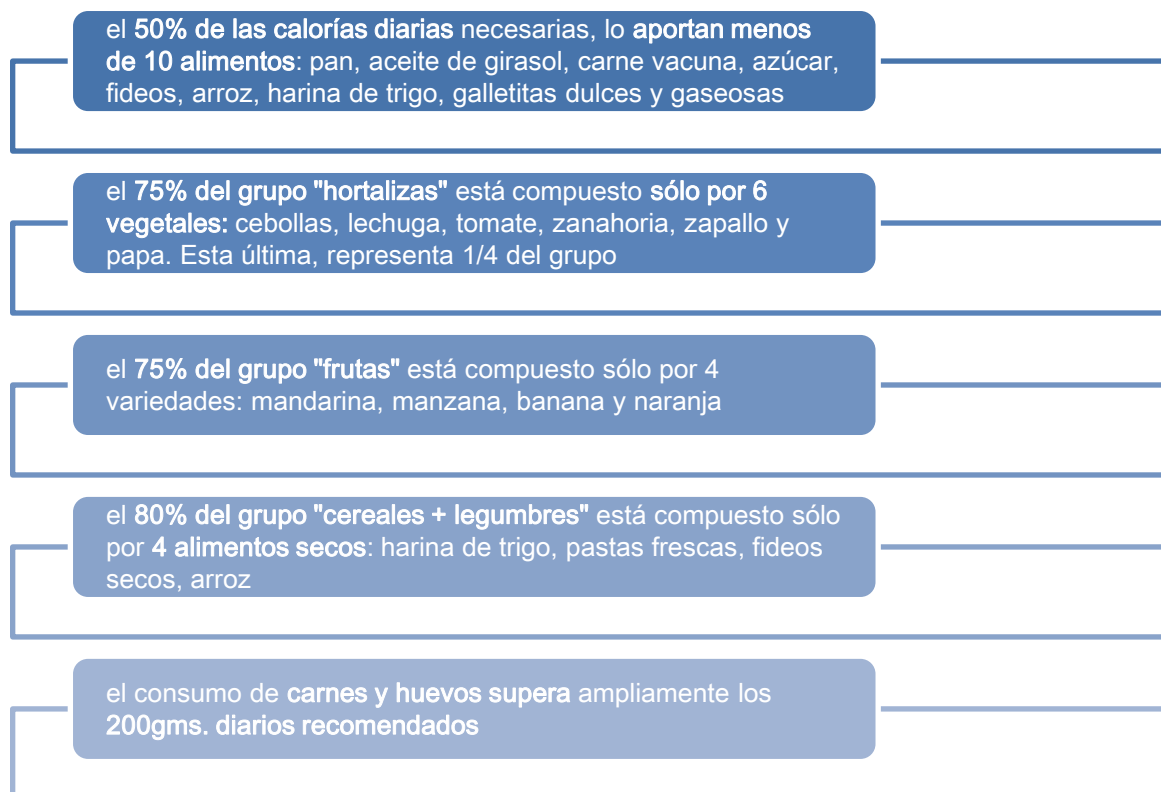 el 50% de las calorías diarias necesarias, lo aportan menos
de 10 alimentos: pan, aceite de girasol, carne vacuna, azúcar,
fideos, arroz, harina de trigo, galletitas dulces y gaseosas
el 75% del grupo "hortalizas" está compuesto sólo por 6
vegetales: cebollas, lechuga, tomate, zanahoria, zapallo y
papa. Esta última, representa 1/4 del grupo
el 75% del grupo "frutas" está compuesto sólo por 4
variedades: mandarina, manzana, banana y naranja
el 80% del grupo "cereales + legumbres" está compuesto sólo
por 4 alimentos secos: harina de trigo, pastas frescas, fideos
secos, arroz
el consumo de carnes y huevos supera ampliamente los
200gms. diarios recomendados